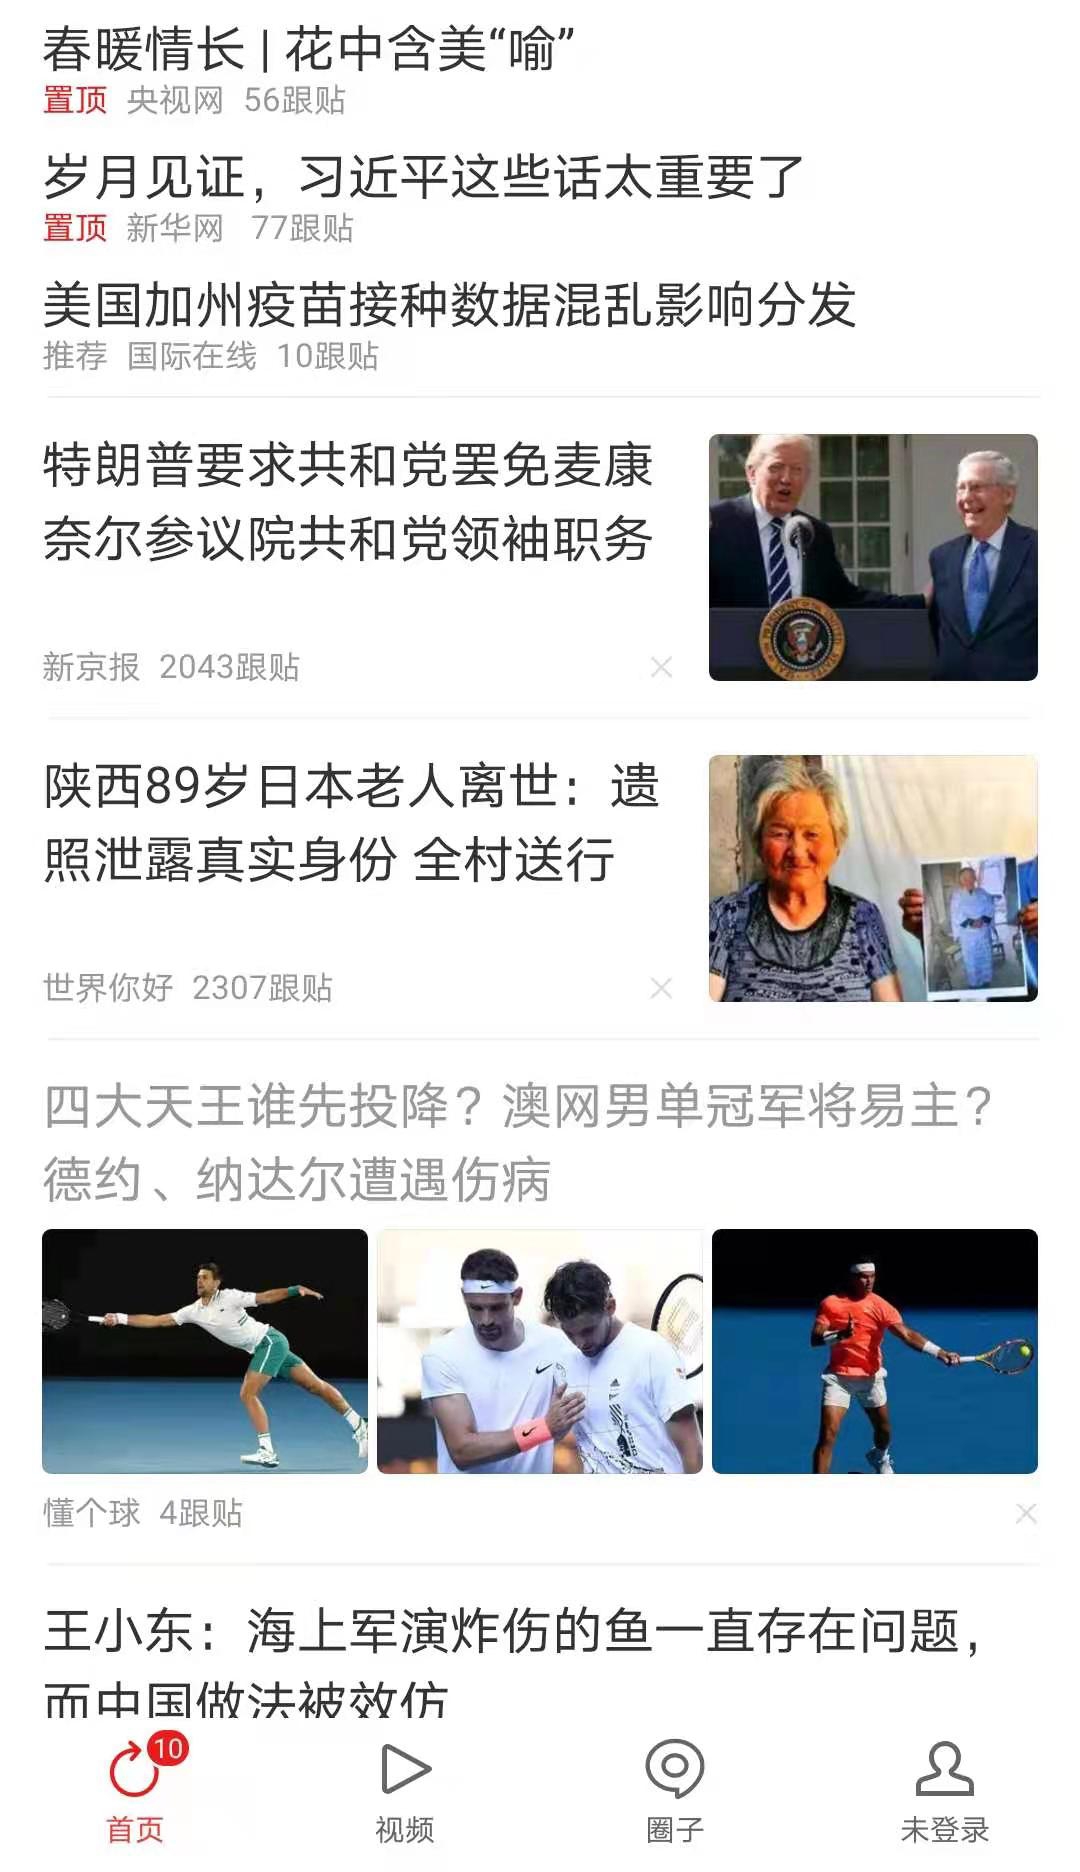 春暖情长 | 花中含美“喻”
置顶 央视网 56跟贴
岁月见证，习近平这些话太重要了
置顶 新华网 77跟贴
美国加州疫苗接种数据混乱影响分发
推荐 国际在线 10跟贴
特朗普要求共和党罢免麦康
奈尔参议院共和党领袖职务
新京报 2043跟贴
陕西89岁日本老人离世：遗
照泄露真实身份 全村送行
世界你好 2307跟贴
四大天王谁先投降？澳网男单冠军将易主？
德约、纳达尔遭遇伤病
懂个球 4跟贴
王小东：海上军演炸伤的鱼一直存在问题，
而中国做法被效仿
10
首页 视频 圈子 未登录